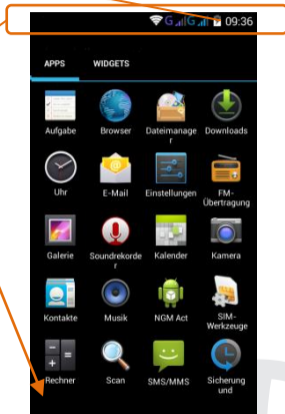 G G 09:36
APPS WIDGETS
Aufgabe Browser Dateimanage Downloads
r
Uhr E-Mail Einstellungen FM-
Übertragung
Galerie Soundrekorde Kalender Kamera
r
Kontakte Musik NGM Act SIM-
Werkzeuge
Rechner Scan SMS/MMS Sicherung
und